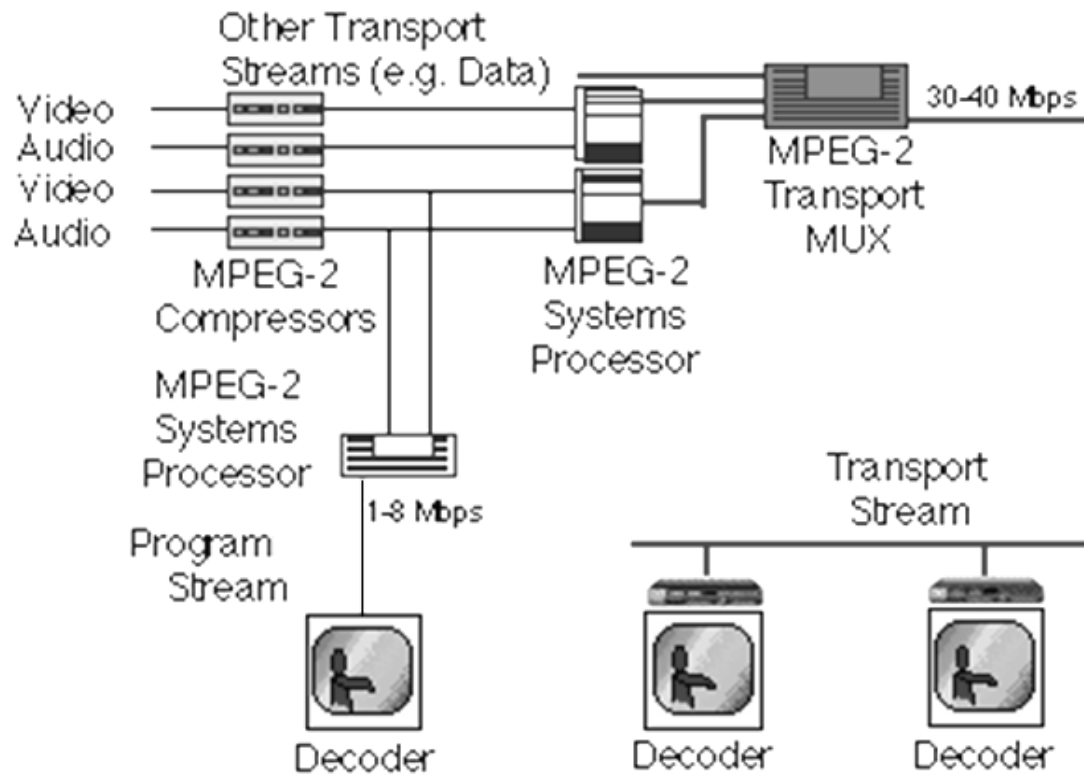 Other Transport
Streams (e.g. Data)
Video
Audio
Video
Audio
30-40 Mbps
MPEG-2
Transport
MUX
MPEG-2
Compressors
MPEG-2
Systems
Processor
MPEG-2
Systems
Processor
1-8 Mbps
Program
Stream
Transport
Stream
Decoder
Decoder
Decoder